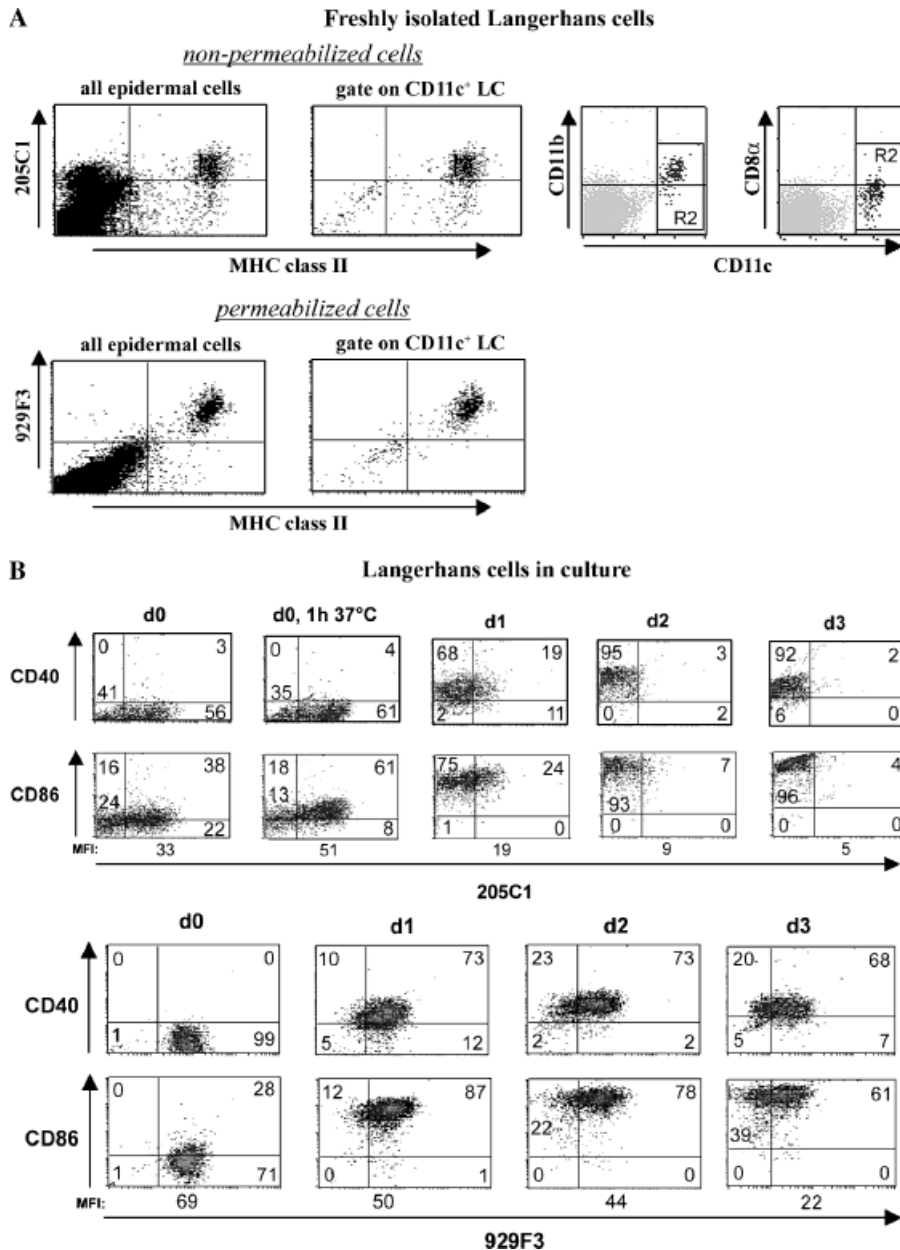 A Freshly isolated Langerhans cells
non-permeabilized cells
all epidermal cells gate on CD11c⁺ LC
205C1 CD11b R2 CD8α R2
MHC class II CD11c
permeabilized cells
all epidermal cells gate on CD11c⁺ LC
929F3
MHC class II
B Langerhans cells in culture
d0 d0, 1h 37°C d1 d2 d3
0 3 0 4 68 19 95 3 92 2
CD40
41 56 35 61 2 11 0 2 6 0
16 38 18 61 75 24 7 4
CD86
24 22 13 8 1 0 93 96
0 0 0 0
MFI: 33 51 19 9 5
205C1
d0 d1 d2 d3
0 0 10 73 23 73 20 68
CD40
1 99 5 12 2 2 5 7
0 28 12 87 78 61
CD86
22 39
1 71 0 1 0 0 0 0
MFI: 69 50 44 22
929F3